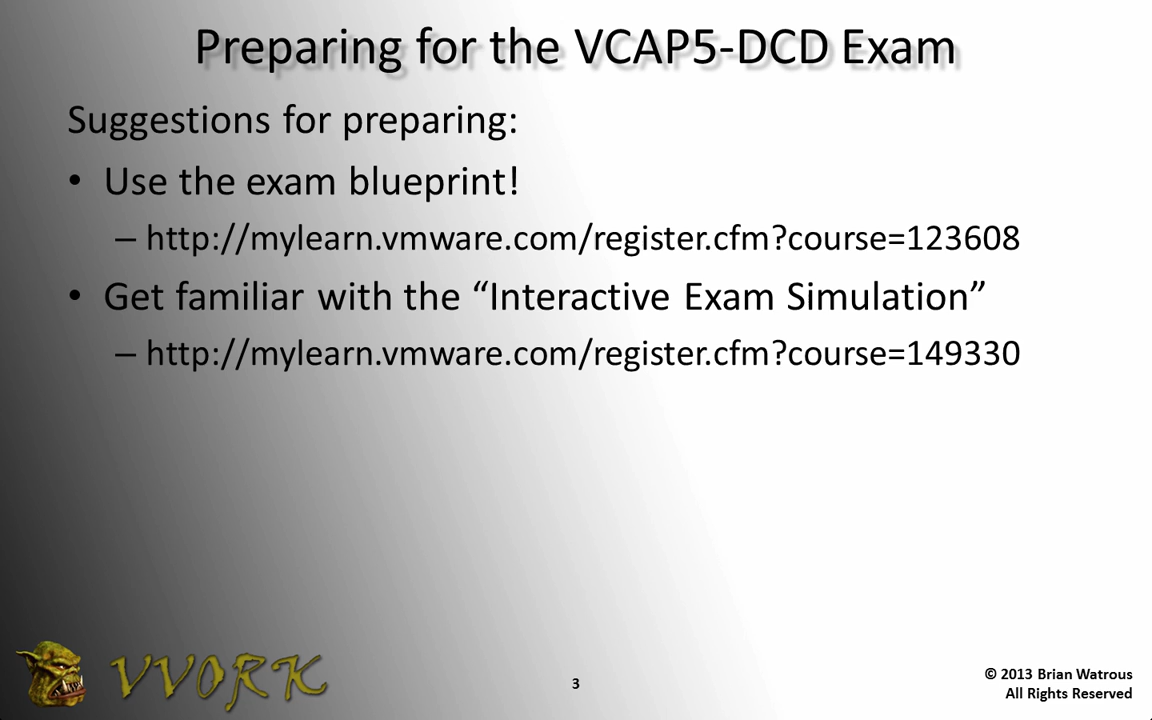 Preparing for the VCAP5-DCD Exam
Suggestions for preparing:
• Use the exam blueprint!
– http://mylearn.vmware.com/register.cfm?course=123608
• Get familiar with the “Interactive Exam Simulation”
– http://mylearn.vmware.com/register.cfm?course=149330
VVORK
3
© 2013 Brian Watrous
All Rights Reserved